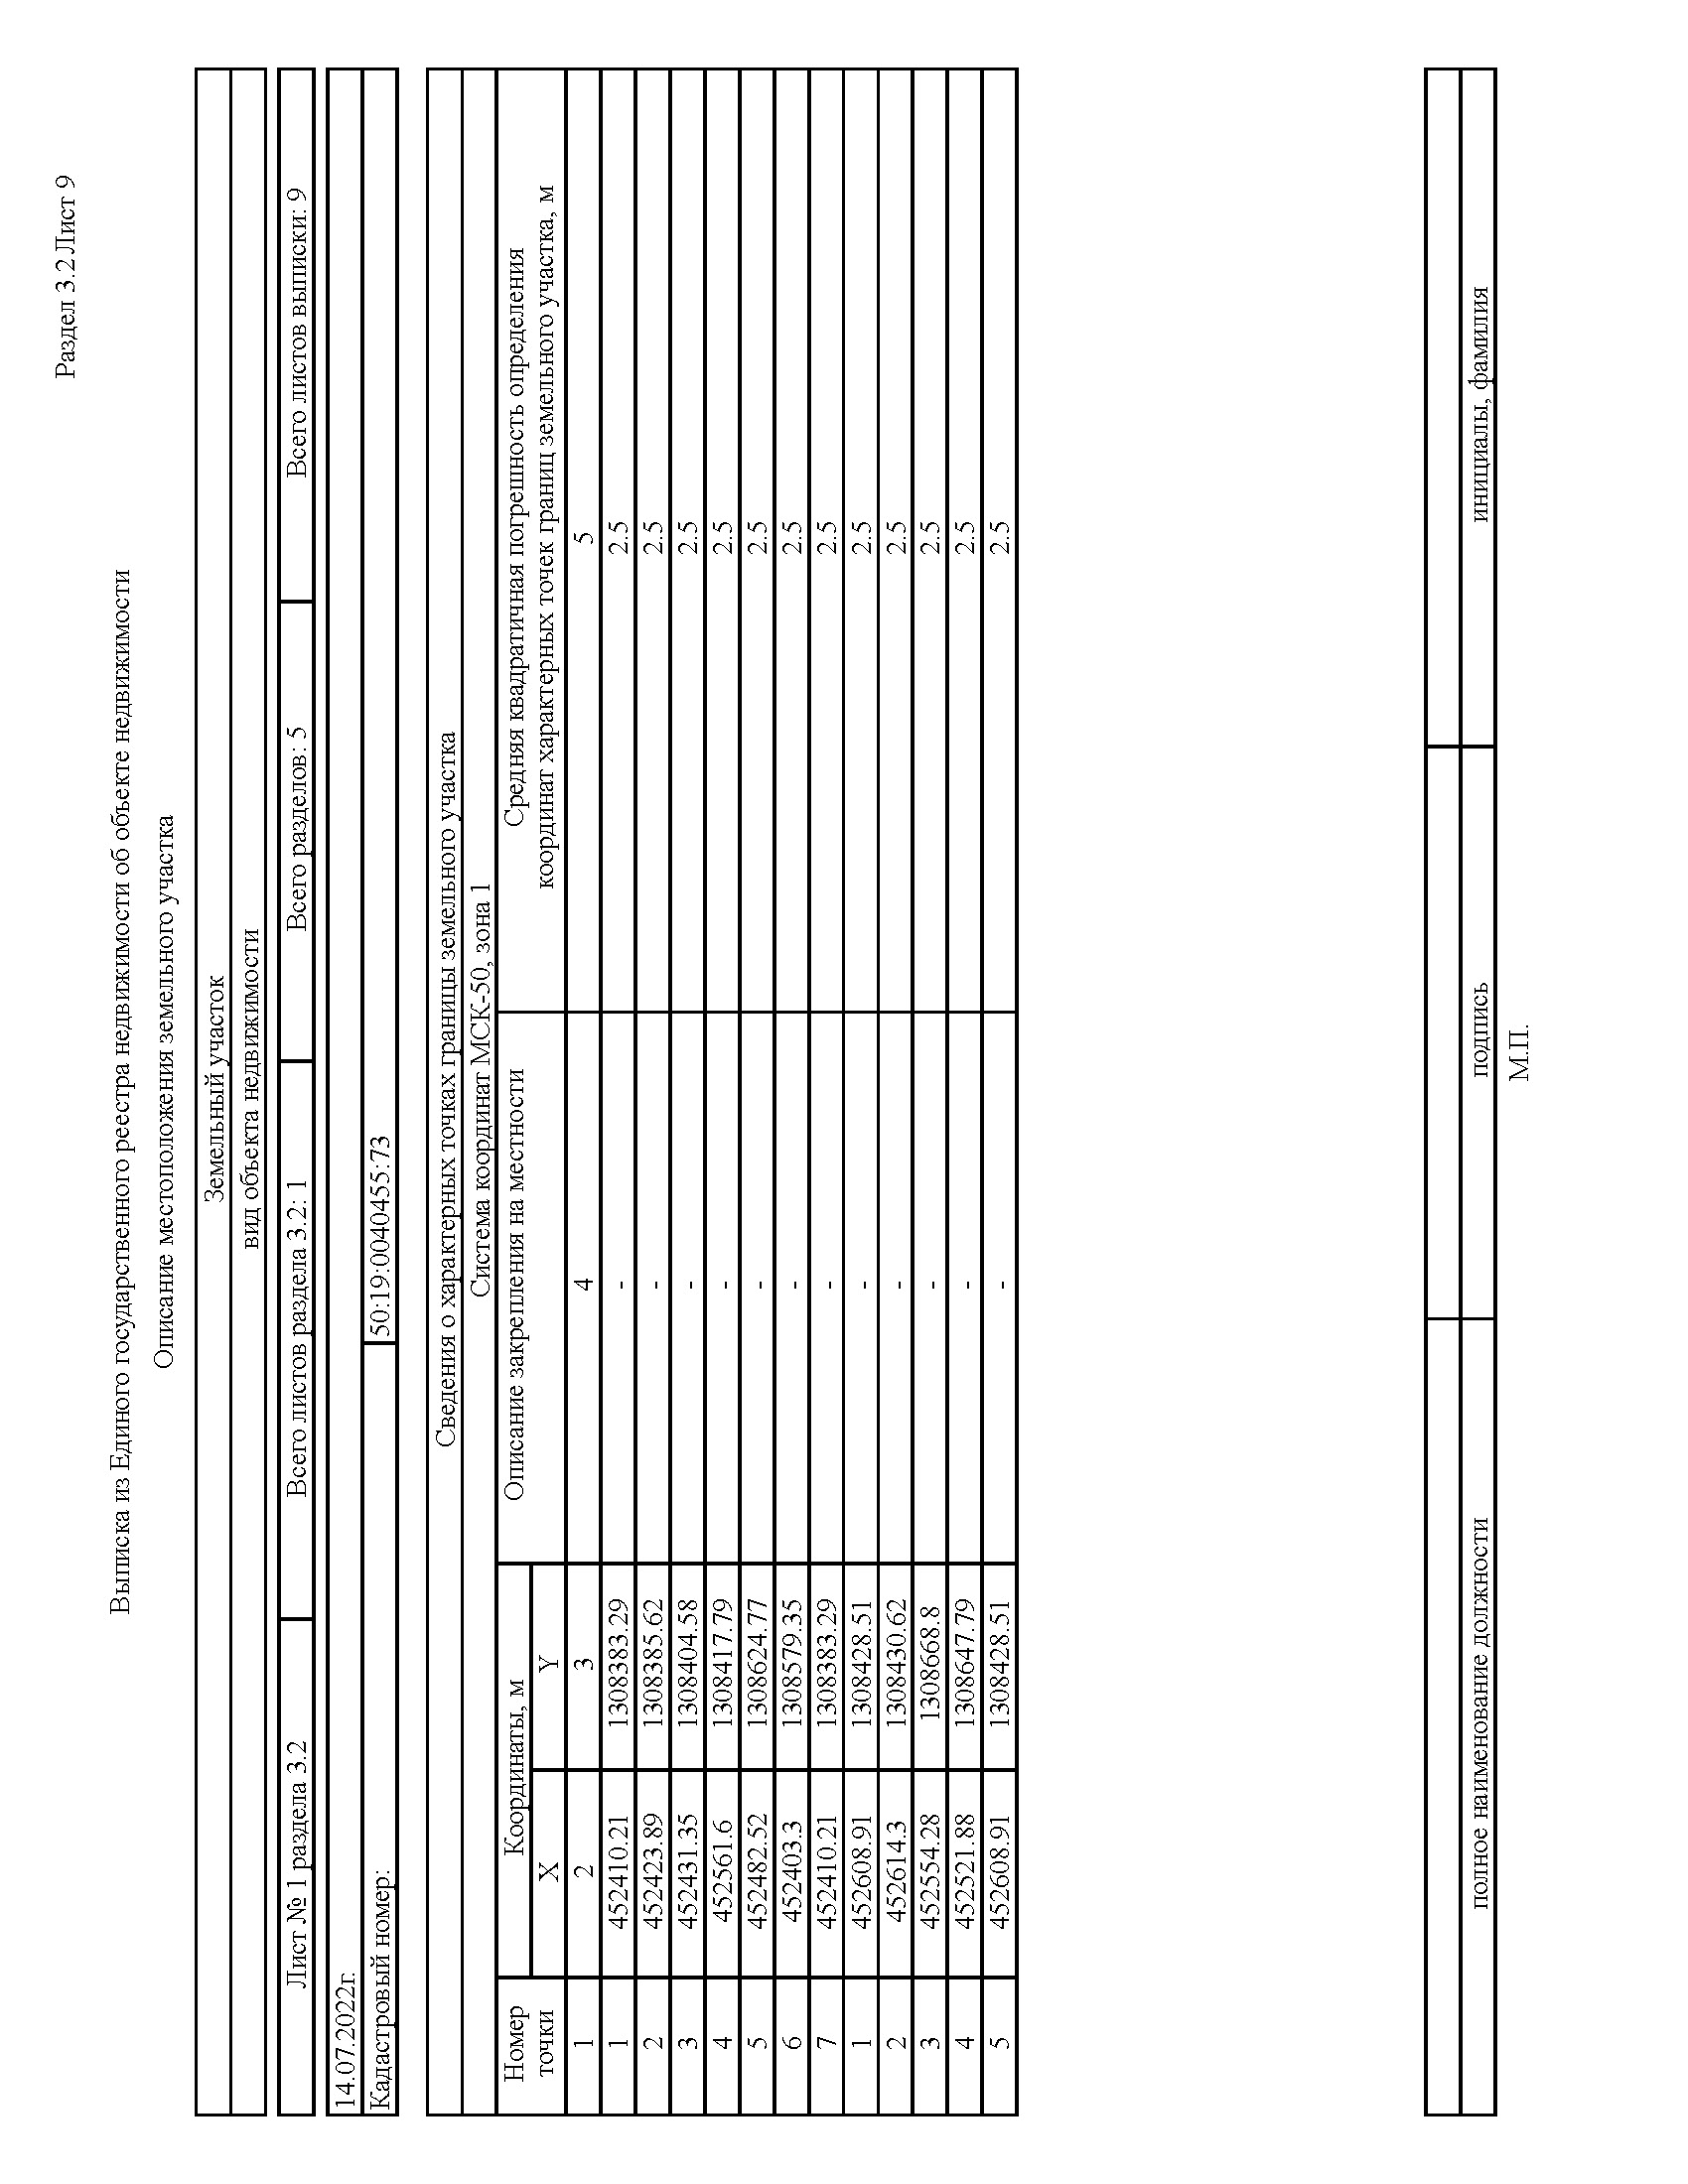 Раздел 3.2 Лист 9
Выписка из Единого государственного реестра недвижимости об объекте недвижимости
Описание местоположения земельного участка
Земельный участок
вид объекта недвижимости
Лист № 1 раздела 3.2 Всего листов раздела 3.2: 1 Всего разделов: 5 Всего листов выписки: 9
14.07.2022г.
Кадастровый номер: 50:19:0040455:73
Сведения о характерных точках границы земельного участка
Система координат МСК-50, зона 1
Номер точки Координаты, м Описание закрепления на местности Средняя квадратичная погрешность определения
координат характерных точек границ земельного участка, м
X Y
1 2 3 4 5
1 452410.21 1308383.29 - 2.5
2 452423.89 1308385.62 - 2.5
3 452431.35 1308404.58 - 2.5
4 452561.6 1308417.79 - 2.5
5 452482.52 1308624.77 - 2.5
6 452403.3 1308579.35 - 2.5
7 452410.21 1308383.29 - 2.5
1 452608.91 1308428.51 - 2.5
2 452614.3 1308430.62 - 2.5
3 452554.28 1308668.8 - 2.5
4 452521.88 1308647.79 - 2.5
5 452608.91 1308428.51 - 2.5
полное наименование должности подпись инициалы, фамилия
М.П.